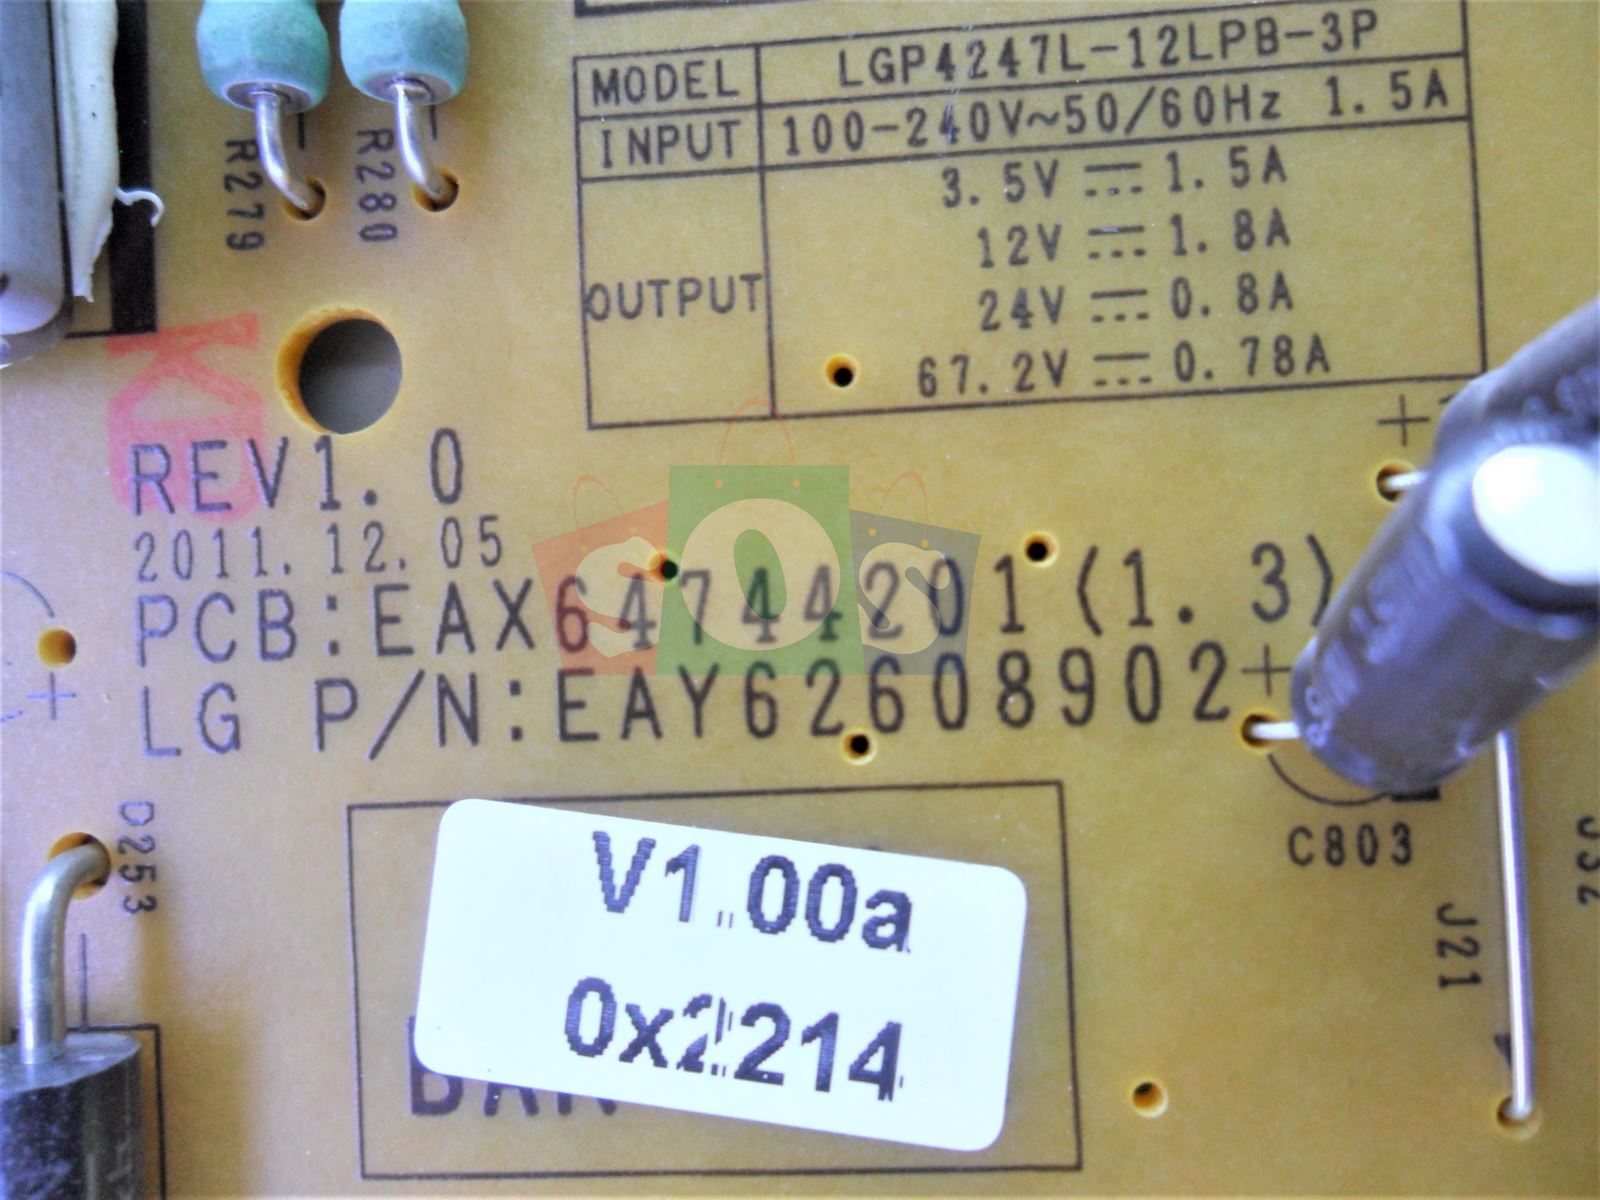 MODEL LGP4247L-12LPB-3P
INPUT 100-240V~50/60Hz 1.5A
OUTPUT
3.5V 1.5A
12V 1.8A
24V 0.8A
67.2V 0.78A
R279
R280
REV1.0
2011.12.05
PCB:EAX64744201(1.3)
LG P/N:EAY62608902
SOS
+
+
+
D253
C803
J21
V1.00a
0x2214